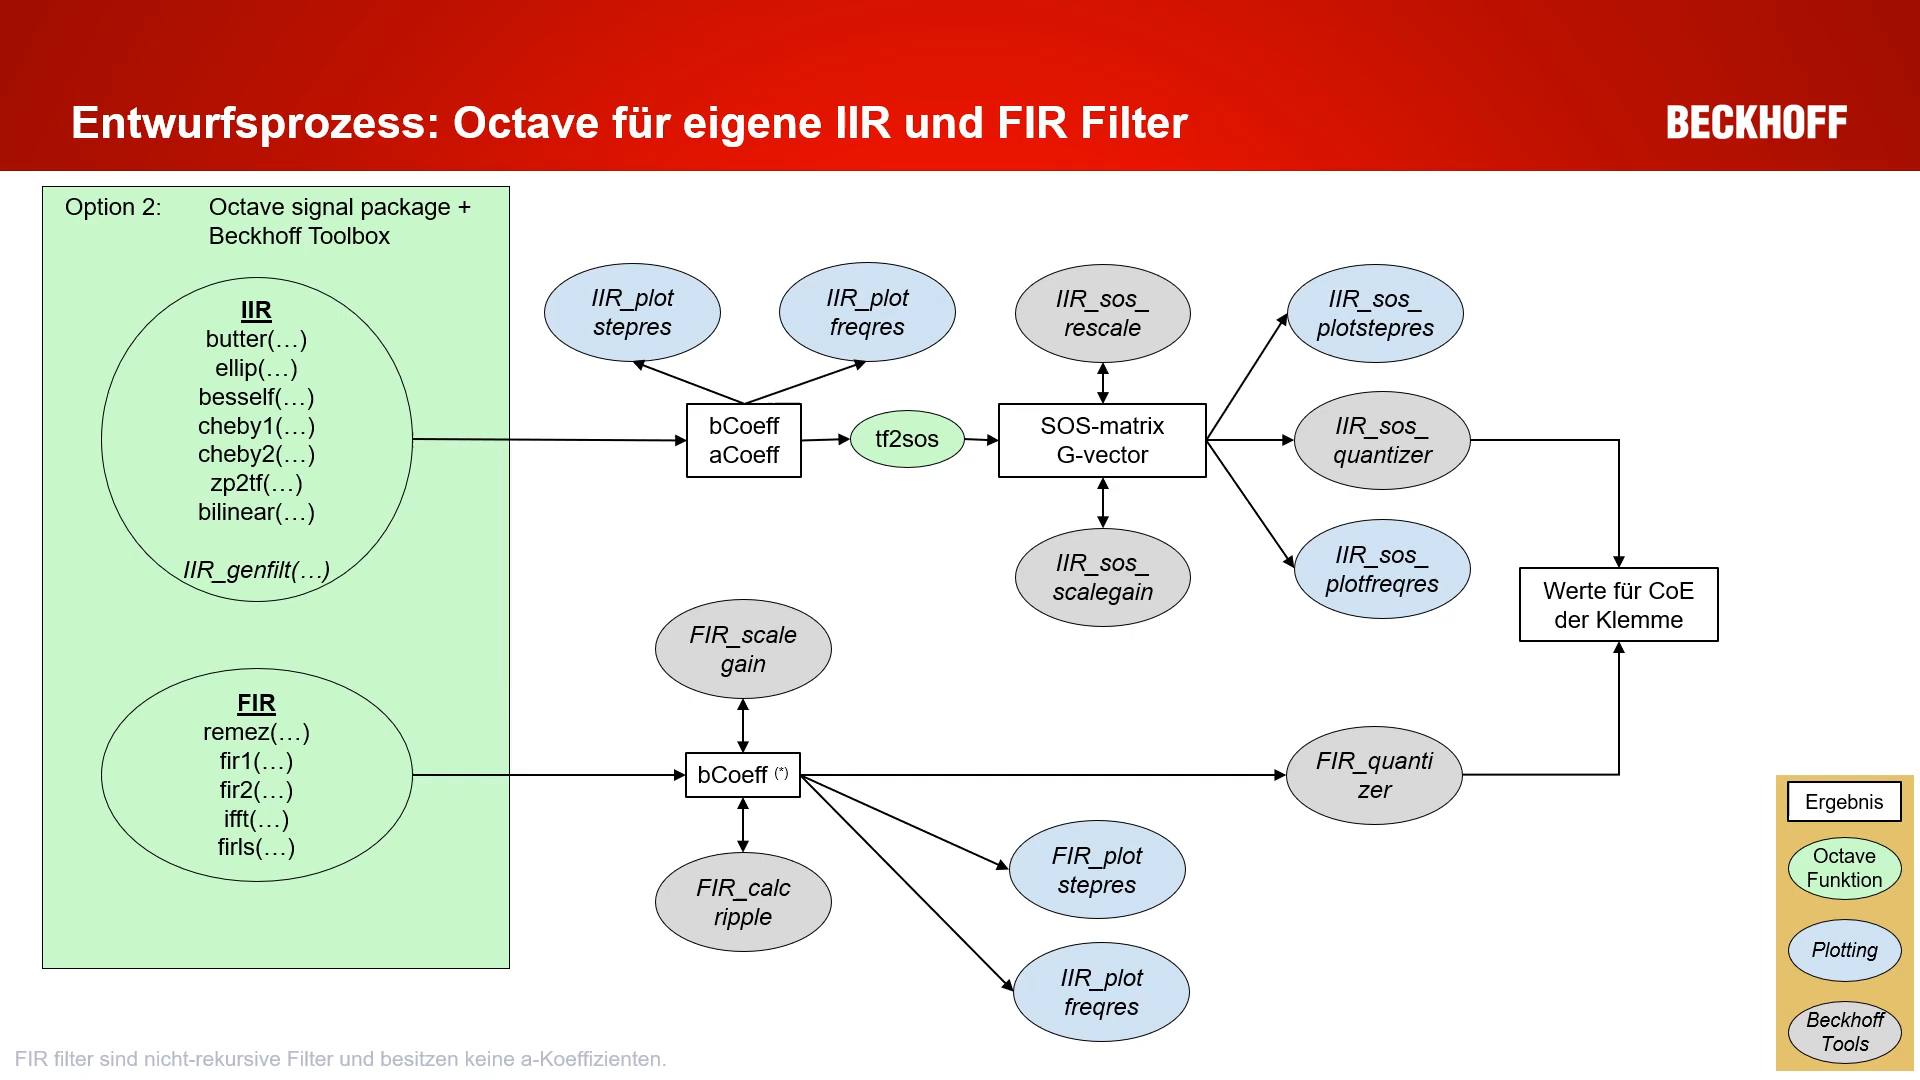 Entwurfsprozess: Octave für eigene IIR und FIR Filter
BECKHOFF
Option 2: Octave signal package +
Beckhoff Toolbox
IIR
butter(…)
ellip(…)
besself(…)
cheby1(…)
cheby2(…)
zp2tf(…)
bilinear(…)
IIR_genfilt(…)
IIR_plot
stepres
IIR_plot
freqres
bCoeff
aCoeff
tf2sos
IIR_sos_
rescale
SOS-matrix
G-vector
IIR_sos_
scalegain
IIR_sos_
plotstepres
IIR_sos_
quantizer
IIR_sos_
plotfreqres
Werte für CoE
der Klemme
FIR
remez(…)
fir1(…)
fir2(…)
ifft(…)
firls(…)
FIR_scale
gain
bCoeff (*)
FIR_calc
ripple
FIR_quanti
zer
FIR_plot
stepres
IIR_plot
freqres
Ergebnis
Octave
Funktion
Plotting
Beckhoff
Tools
FIR filter sind nicht-rekursive Filter und besitzen keine a-Koeffizienten.